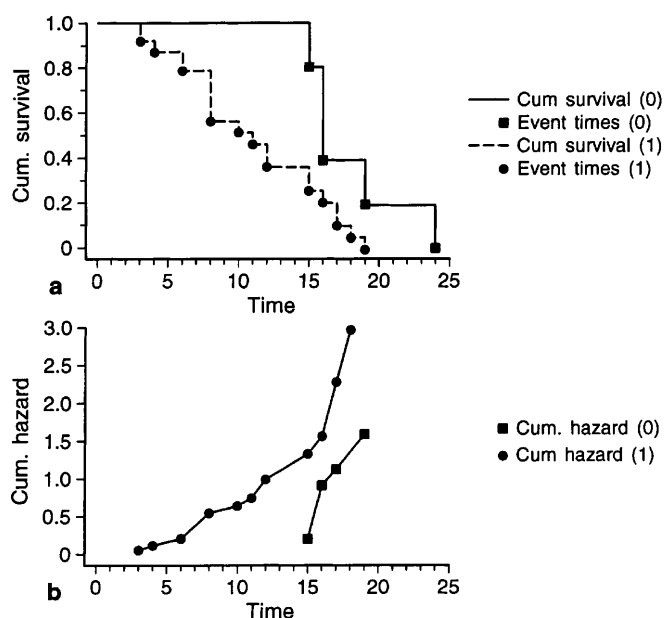 Cum. survival
1.0
0.8
0.6
0.4
0.2
0
0 5 10 15 20 25
Time
a
Cum survival (0)
Event times (0)
Cum survival (1)
Event times (1)
Cum. hazard
3.0
2.5
2.0
1.5
1.0
0.5
0
0 5 10 15 20 25
Time
b
Cum. hazard (0)
Cum hazard (1)